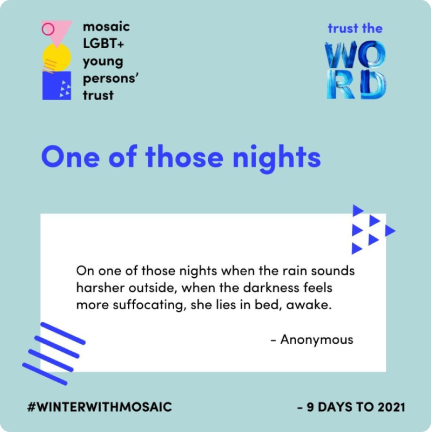 mosaic
LGBT+
young
persons'
trust
trust the
WO
RD
One of those nights
On one of those nights when the rain sounds
harsher outside, when the darkness feels
more suffocating, she lies in bed, awake.
- Anonymous
#WINTERWITHMOSAIC
- 9 DAYS TO 2021